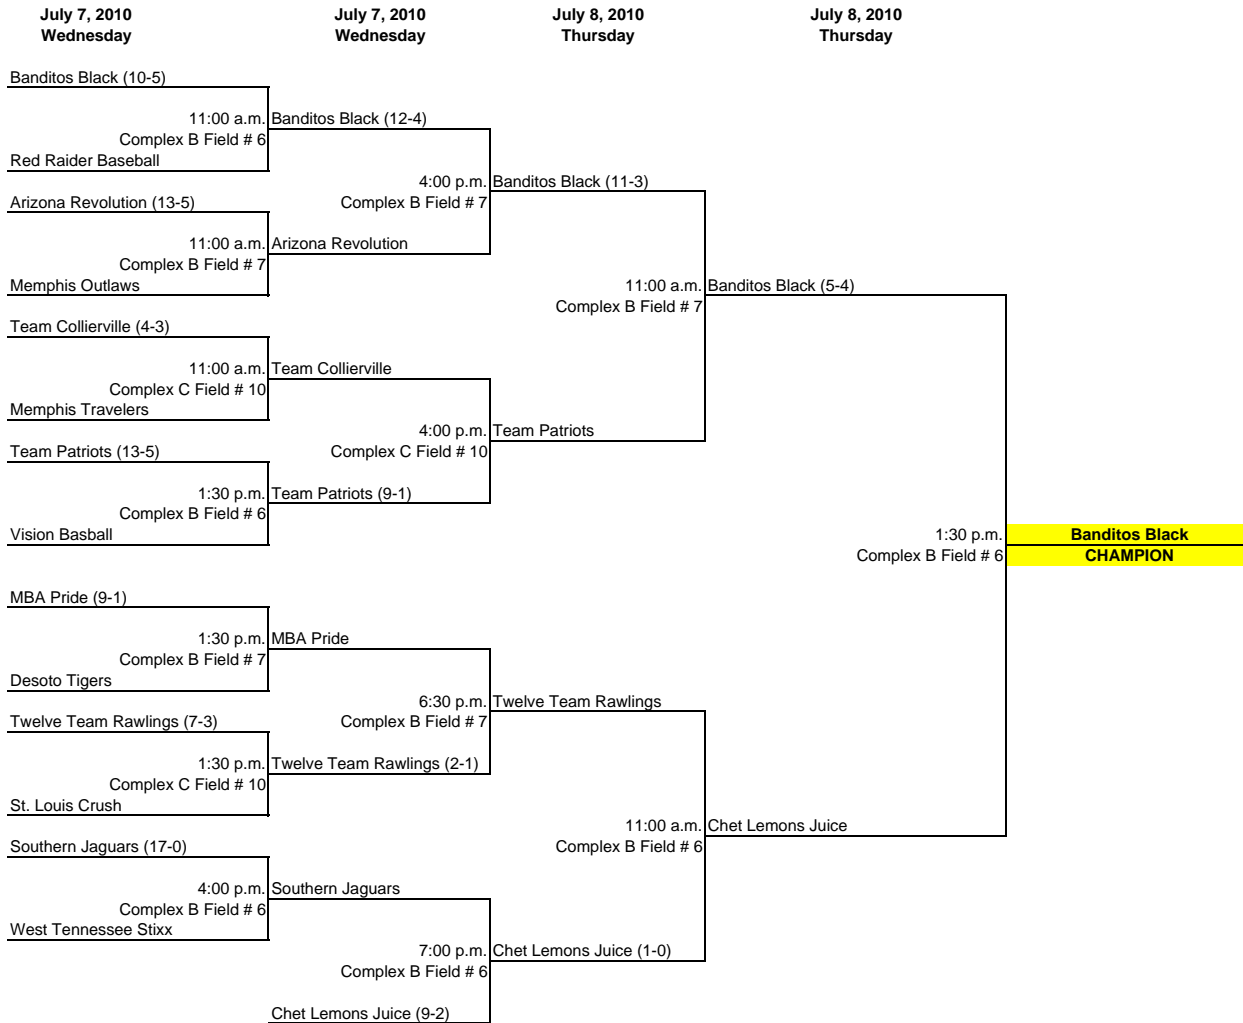 July 7, 2010 July 7, 2010 July 8, 2010 July 8, 2010
Wednesday Wednesday Thursday Thursday
Banditos Black (10-5)
11:00 a.m. Banditos Black (12-4)
Complex B Field # 6
Red Raider Baseball
4:00 p.m. Banditos Black (11-3)
Arizona Revolution (13-5) Complex B Field # 7
11:00 a.m. Arizona Revolution
Complex B Field # 7
Memphis Outlaws 11:00 a.m. Banditos Black (5-4)
Complex B Field # 7
Team Collierville (4-3)
11:00 a.m. Team Collierville
Complex C Field # 10
Memphis Travelers
4:00 p.m. Team Patriots
Team Patriots (13-5) Complex C Field # 10
1:30 p.m. Team Patriots (9-1)
Complex B Field # 6
Vision Basball 1:30 p.m. Banditos Black
Complex B Field # 6 CHAMPION
MBA Pride (9-1)
1:30 p.m. MBA Pride
Complex B Field # 7
Desoto Tigers
6:30 p.m. Twelve Team Rawlings
Twelve Team Rawlings (7-3) Complex B Field # 7
1:30 p.m. Twelve Team Rawlings (2-1)
Complex C Field # 10
St. Louis Crush
11:00 a.m. Chet Lemons Juice
Southern Jaguars (17-0) Complex B Field # 6
4:00 p.m. Southern Jaguars
Complex B Field # 6
West Tennessee Stixx
7:00 p.m. Chet Lemons Juice (1-0)
Complex B Field # 6
Chet Lemons Juice (9-2)